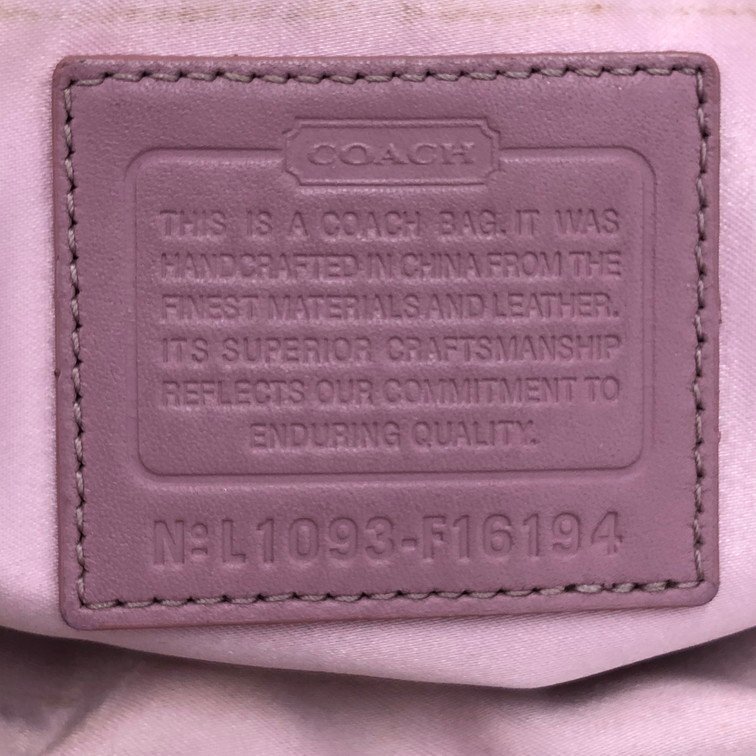 COACH
THIS IS A COACH BAG. IT WAS
HANDCRAFTED IN CHINA FROM THE
FINEST MATERIALS AND LEATHER.
ITS SUPERIOR CRAFTSMANSHIP
REFLECTS OUR COMMITMENT TO
ENDURING QUALITY.
Nº L1093-F16194